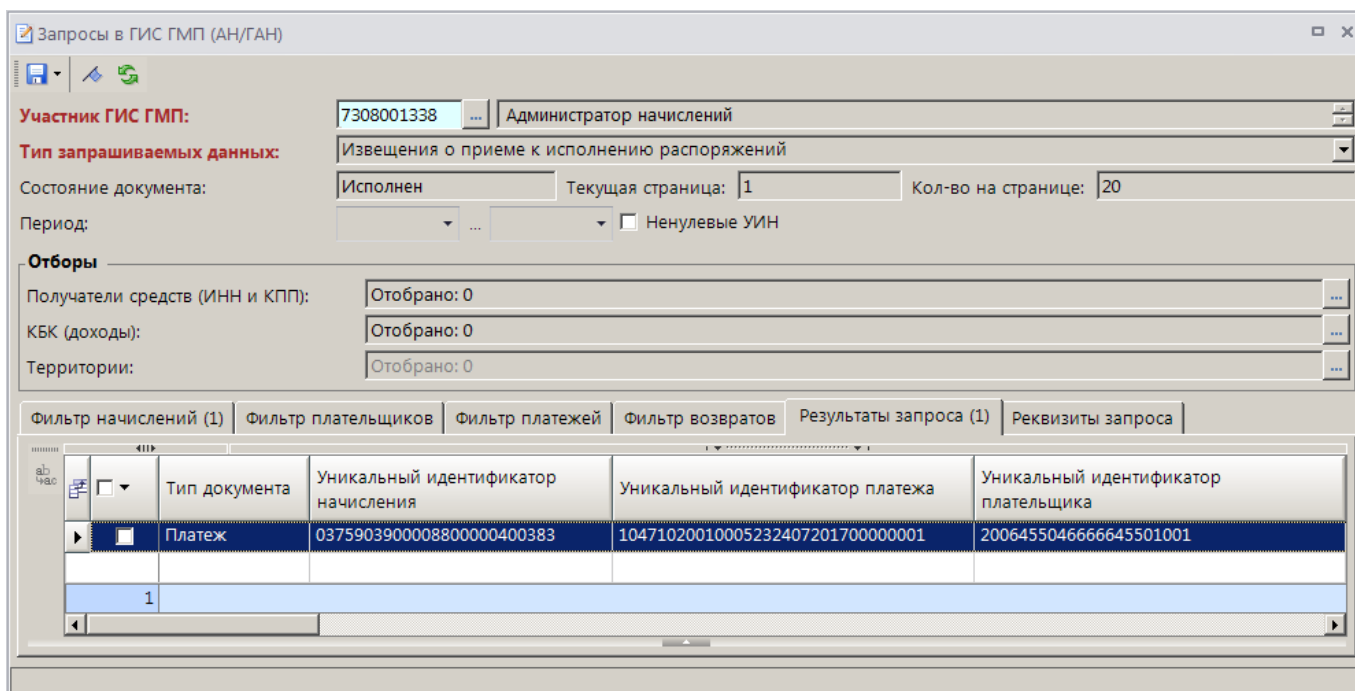 Запросы в ГИС ГМП (АН/ГАН)
Участник ГИС ГМП: 7308001338 ... Администратор начислений
Тип запрашиваемых данных: Извещения о приеме к исполнению распоряжений
Состояние документа: Исполнен Текущая страница: 1 Кол-во на странице: 20
Период: ... Ненулевые УИН
Отборы
Получатели средств (ИНН и КПП): Отобрано: 0 ...
КБК (доходы): Отобрано: 0 ...
Территории: Отобрано: 0 ...
Фильтр начислений (1) Фильтр плательщиков Фильтр платежей Фильтр возвратов Результаты запроса (1) Реквизиты запроса
Тип документа Уникальный идентификатор начисления Уникальный идентификатор платежа Уникальный идентификатор плательщика
Платеж 0375903900008800000400383 10471020010005232407201700000001 2006455046666645501001
1